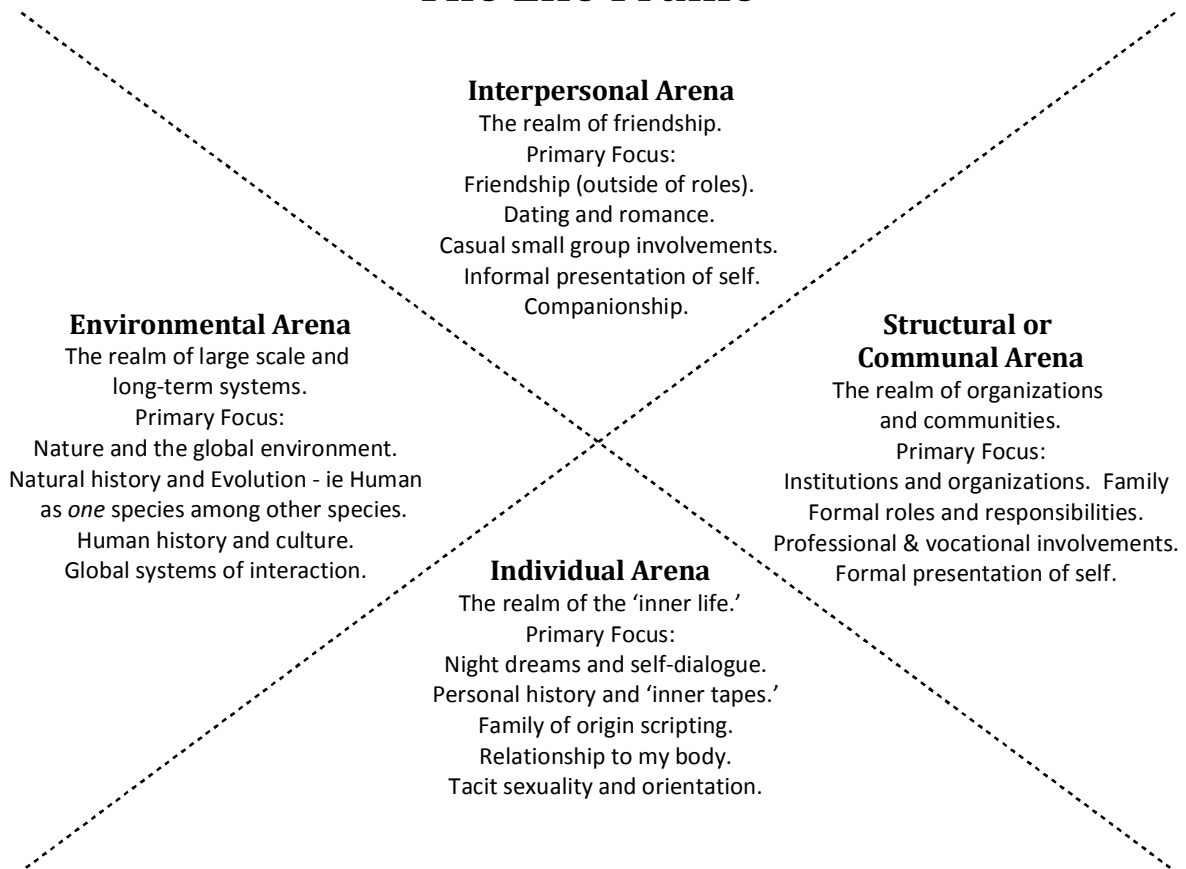 Interpersonal Arena
The realm of friendship.
Primary Focus:
Friendship (outside of roles).
Dating and romance.
Casual small group involvements.
Informal presentation of self.
Companionship.
Environmental Arena
The realm of large scale and
long-term systems.
Primary Focus:
Nature and the global environment.
Natural history and Evolution - ie Human
as one species among other species.
Human history and culture.
Global systems of interaction.
Structural or
Communal Arena
The realm of organizations
and communities.
Primary Focus:
Institutions and organizations.  Family
Formal roles and responsibilities.
Professional & vocational involvements.
Formal presentation of self.
Individual Arena
The realm of the ‘inner life.’
Primary Focus:
Night dreams and self-dialogue.
Personal history and ‘inner tapes.’
Family of origin scripting.
Relationship to my body.
Tacit sexuality and orientation.